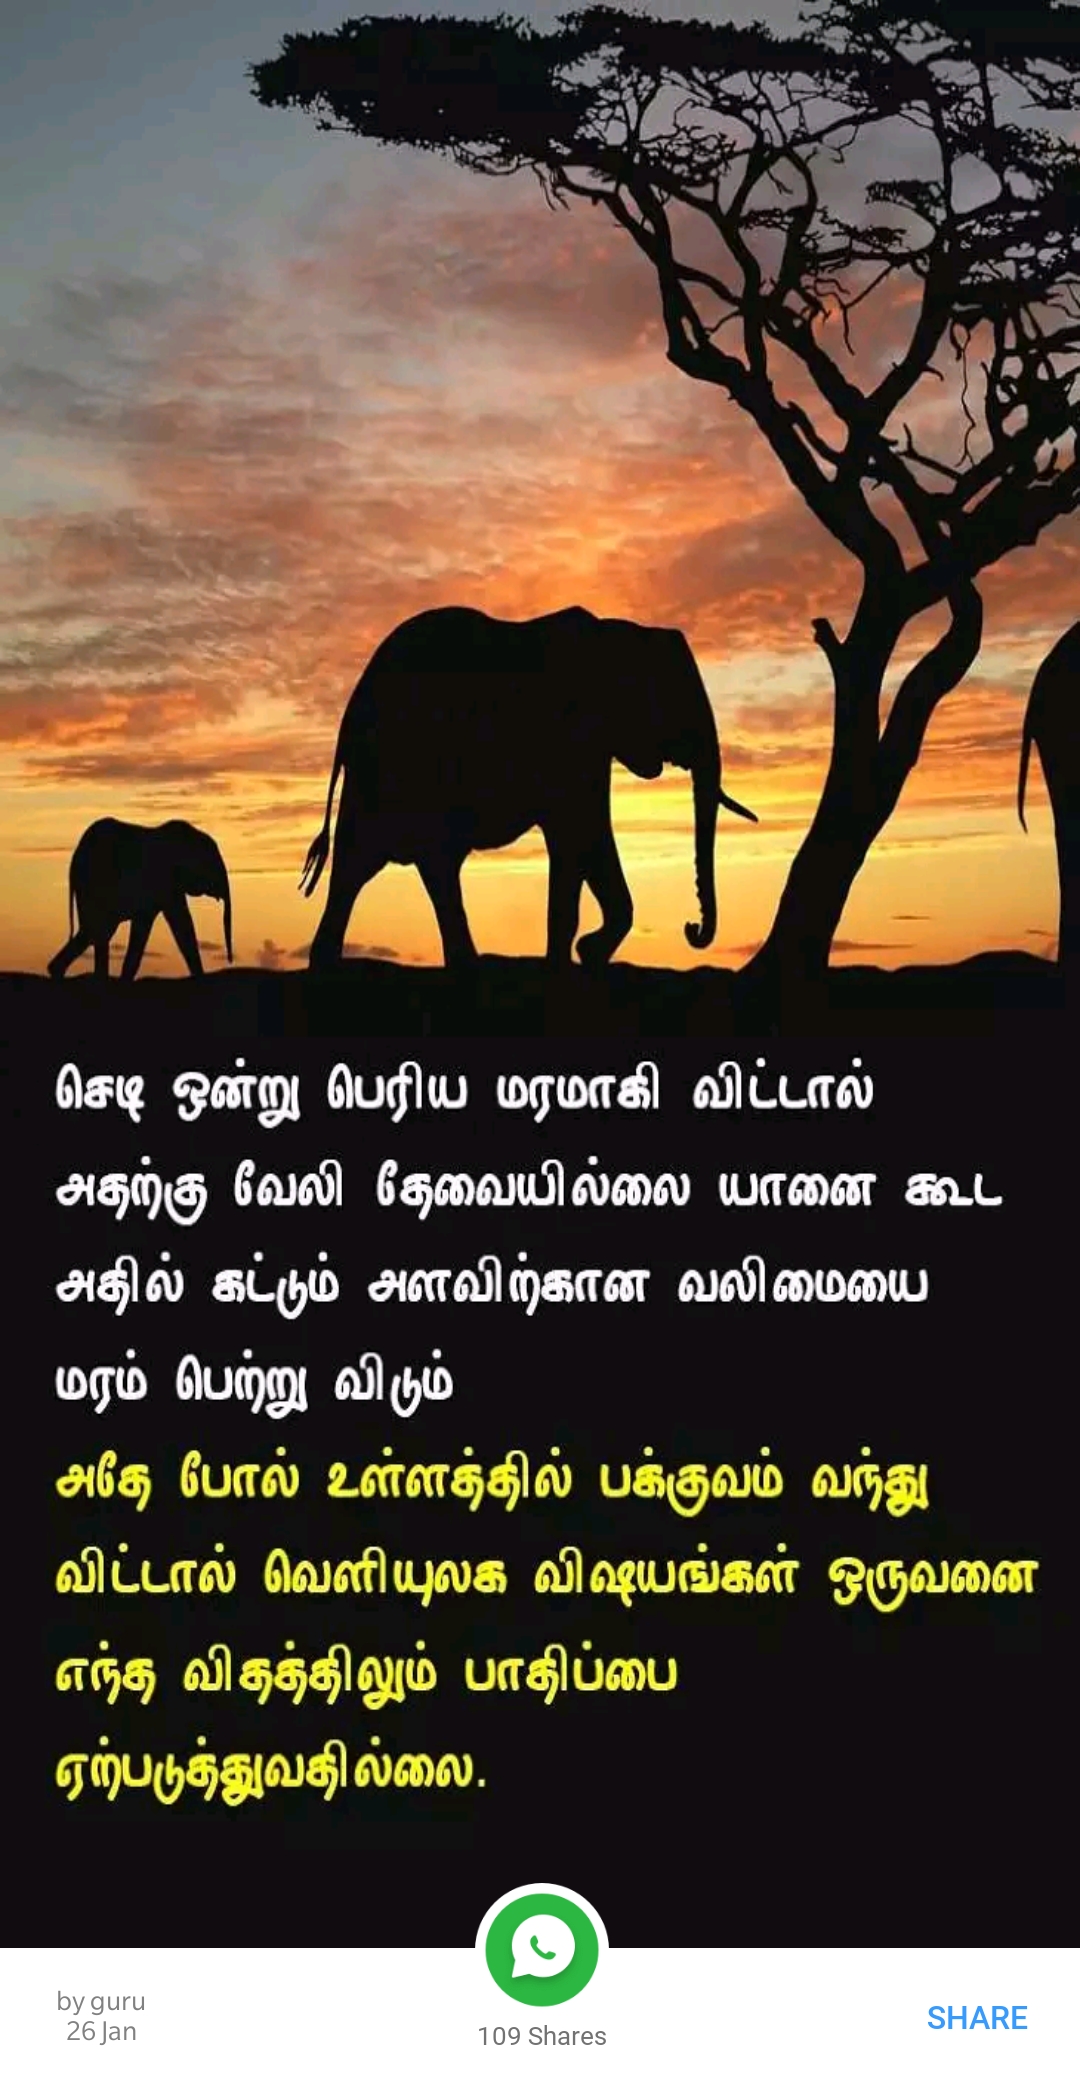 செடி ஒன்று பெரிய மரமாகி விட்டால்
அதற்கு வேலி தேவையில்லை யானை கூட
அதில் கட்டும் அளவிற்கான வலிமையை
மரம் பெற்று விடும்
அதே போல் உள்ளத்தில் பக்குவம் வந்து
விட்டால் வெளியுலக விஷயங்கள் ஒருவனை
எந்த விதத்திலும் பாதிப்பை
ஏற்படுத்துவதில்லை.
by guru
26 Jan
109 Shares
SHARE